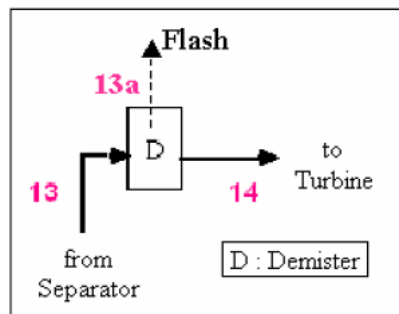 Flash
13a
D
to
Turbine
13
14
from
Separator
D : Demister